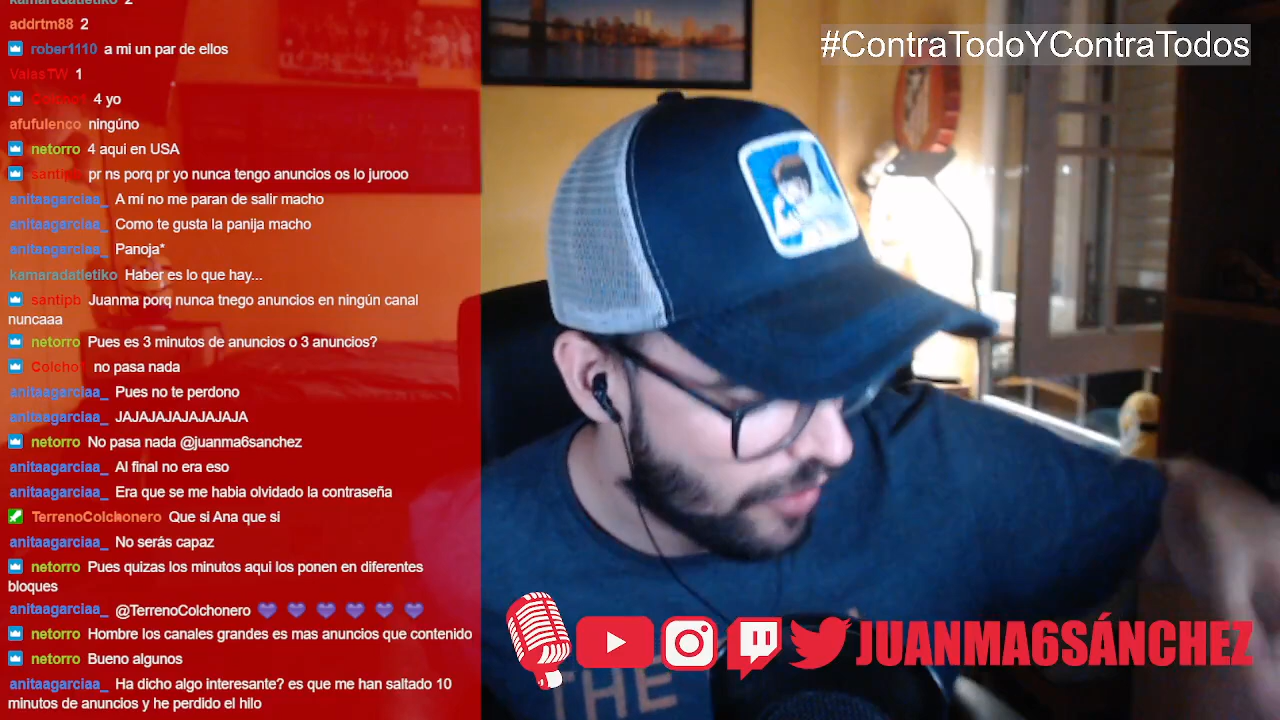 kamaradatletiko 2
addrtm88 2
rober1110 a mi un par de ellos
ValasTW 1
4 yo
afufulenco ningúno
netorro 4 aqui en USA
santipb pr ns porq pr yo nunca tengo anuncios os lo jurooo
anitaagarciaa_ A mí no me paran de salir macho
anitaagarciaa_ Como te gusta la panija macho
anitaagarciaa_ Panoja*
kamaradatletiko Haber es lo que hay...
santipb Juanma porq nunca tnego anuncios en ningún canal
nuncaaa
netorro Pues es 3 minutos de anuncios o 3 anuncios?
no pasa nada
anitaagarciaa_ Pues no te perdono
anitaagarciaa_ JAJAJAJAJAJAJAJA
netorro No pasa nada @juanma6sanchez
anitaagarciaa_ Al final no era eso
anitaagarciaa_ Era que se me habia olvidado la contraseña
TerrenoColchonero Que si Ana que si
anitaagarciaa_ No serás capaz
netorro Pues quizas los minutos aqui los ponen en diferentes
bloques
anitaagarciaa_ @TerrenoColchonero
netorro Hombre los canales grandes es mas anuncios que contenido
netorro Bueno algunos
anitaagarciaa_ Ha dicho algo interesante? es que me han saltado 10
minutos de anuncios y he perdido el hilo
#ContraTodoYContraTodos
JUANMA6SÁNCHEZ
THE